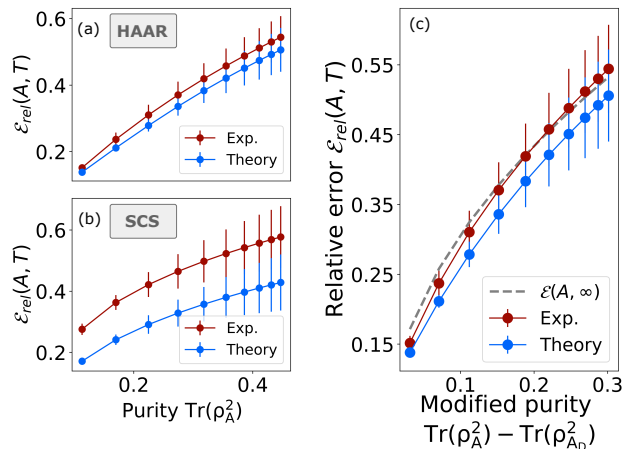 (a)
HAAR
ℰ_rel(A, T)
0.6
0.4
0.2
Exp.
Theory
(b)
SCS
ℰ_rel(A, T)
0.6
0.4
0.2
Exp.
Theory
0.2
0.4
Purity Tr(ρ_A^2)
(c)
Relative error ℰ_rel(A, T)
0.55
0.45
0.35
0.25
0.15
ℰ(A, ∞)
Exp.
Theory
0.1
0.2
0.3
Modified purity
Tr(ρ_A^2) − Tr(ρ_{A_D}^2)